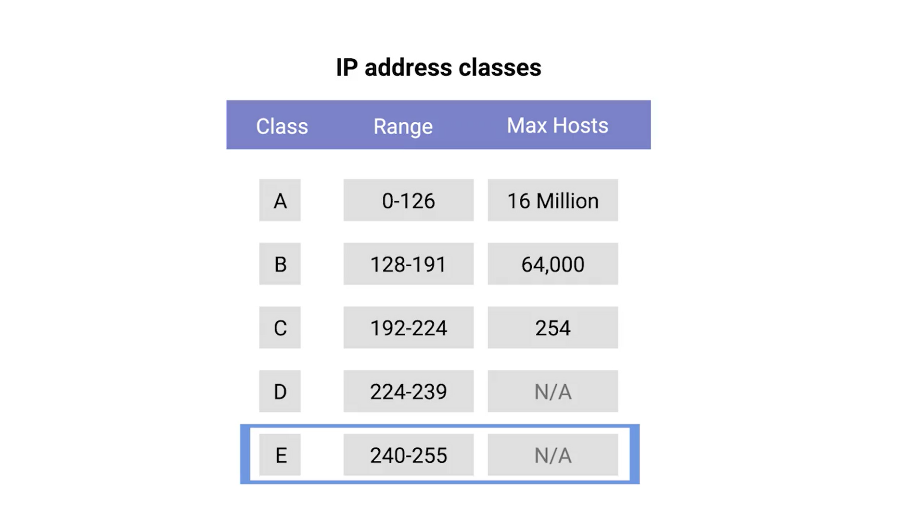 IP address classes
Class Range Max Hosts
A 0-126 16 Million
B 128-191 64,000
C 192-224 254
D 224-239 N/A
E 240-255 N/A